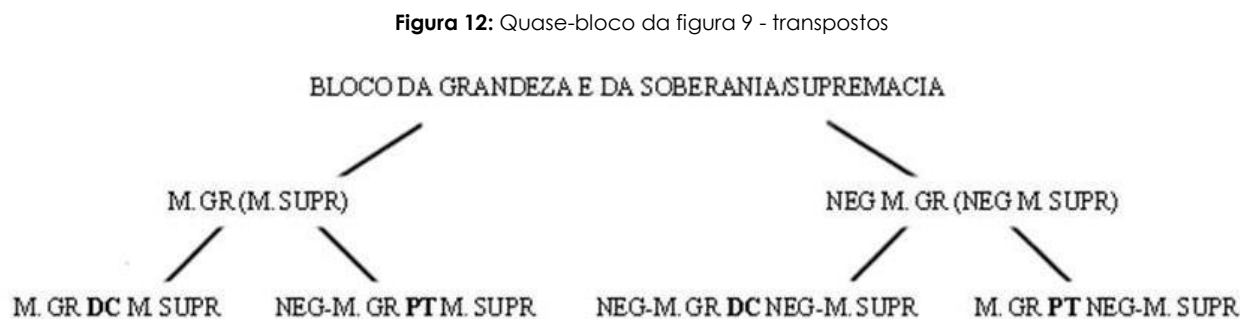 Figura 12: Quase-bloco da figura 9 - transpostos
BLOCO DA GRANDEZA E DA SOBERANIA/SUPREMACIA
M. GR (M. SUPR) NEG M. GR (NEG M. SUPR)
M. GR DC M. SUPR NEG-M. GR PT M. SUPR NEG-M. GR DC NEG-M. SUPR M. GR PT NEG-M. SUPR